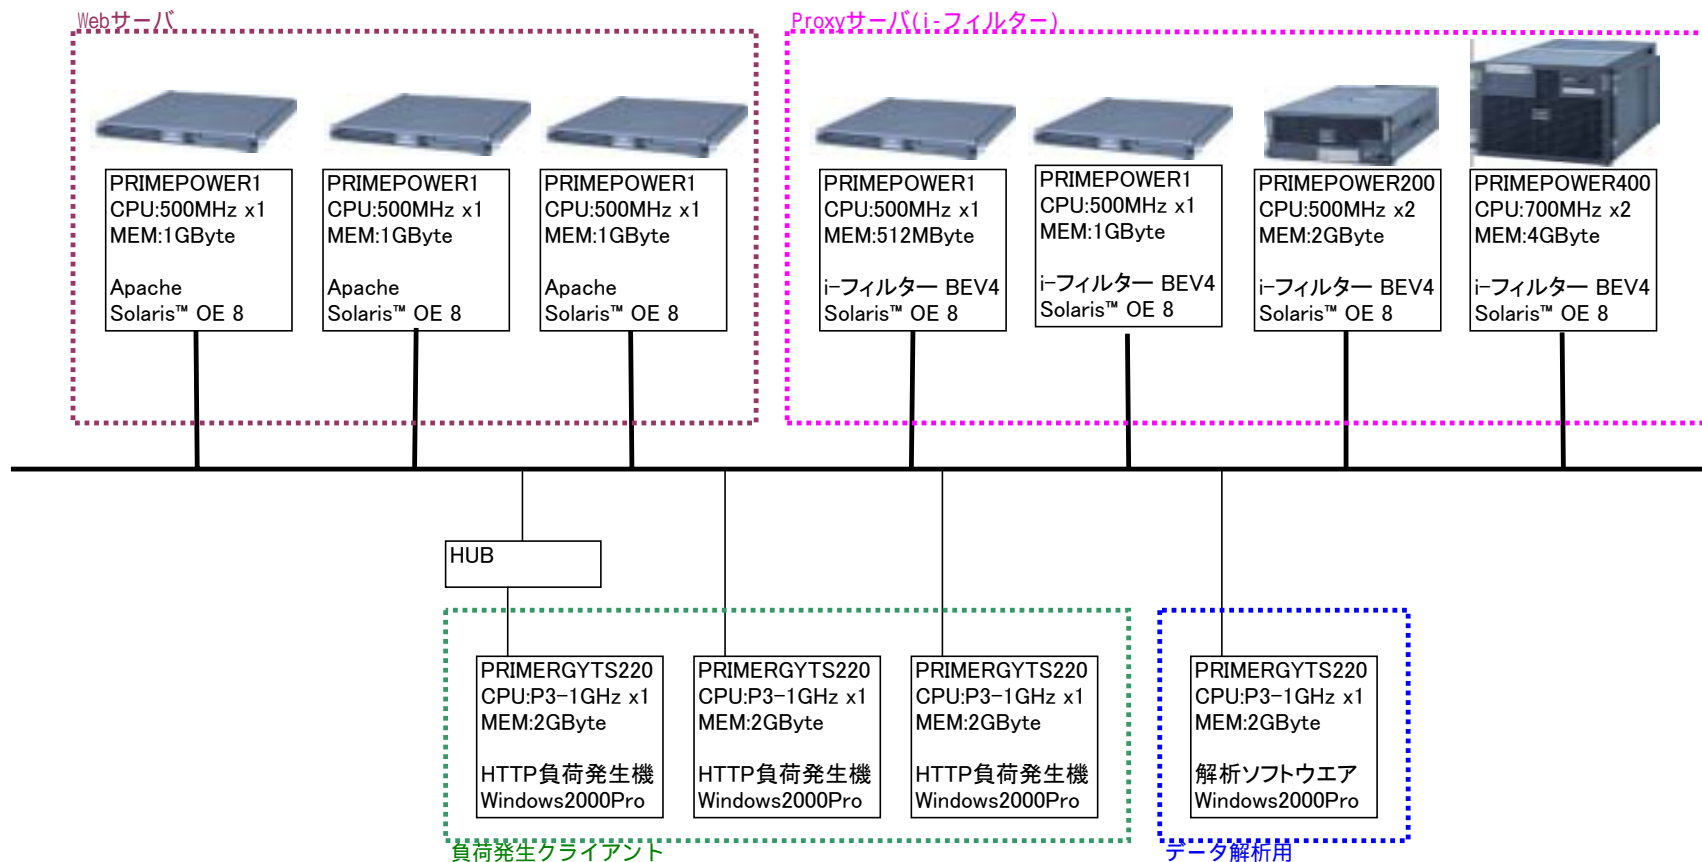 Webサーバ
Proxyサーバ(i-フィルター)
PRIMEPOWER1
CPU:500MHz x1
MEM:1GByte
Apache
Solaris™ OE 8
PRIMEPOWER1
CPU:500MHz x1
MEM:1GByte
Apache
Solaris™ OE 8
PRIMEPOWER1
CPU:500MHz x1
MEM:1GByte
Apache
Solaris™ OE 8
PRIMEPOWER1
CPU:500MHz x1
MEM:512MByte
i-フィルター BEV4
Solaris™ OE 8
PRIMEPOWER1
CPU:500MHz x1
MEM:1GByte
i-フィルター BEV4
Solaris™ OE 8
PRIMEPOWER200
CPU:500MHz x2
MEM:2GByte
i-フィルター BEV4
Solaris™ OE 8
PRIMEPOWER400
CPU:700MHz x2
MEM:4GByte
i-フィルター BEV4
Solaris™ OE 8
HUB
PRIMERGYTS220
CPU:P3-1GHz x1
MEM:2GByte
HTTP負荷発生機
Windows2000Pro
PRIMERGYTS220
CPU:P3-1GHz x1
MEM:2GByte
HTTP負荷発生機
Windows2000Pro
PRIMERGYTS220
CPU:P3-1GHz x1
MEM:2GByte
HTTP負荷発生機
Windows2000Pro
PRIMERGYTS220
CPU:P3-1GHz x1
MEM:2GByte
解析ソフトウエア
Windows2000Pro
負荷発生クライアント
データ解析用